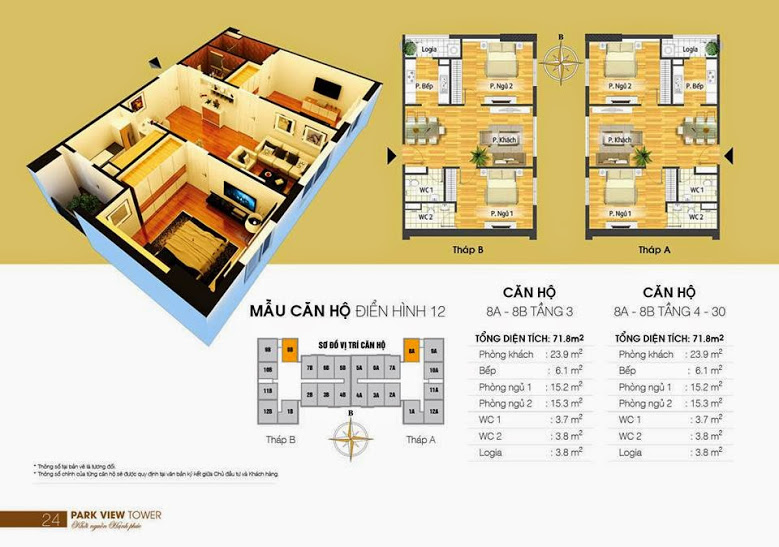 B
Logia
P. Bếp
P. Ngủ 2
P. Khách
WC 1
WC 2
P. Ngủ 1
Tháp B
Logia
P. Ngủ 2
P. Bếp
P. Khách
WC 1
P. Ngủ 1
WC 2
Tháp A
MẪU CĂN HỘ ĐIỂN HÌNH 12
SƠ ĐỒ VỊ TRÍ CĂN HỘ
9B 8B 8A 9A
10B 7B 6B 5B 5A 6A 7A 10A
11B 2B 3B 4B 4A 3A 2A 11A
12B 1B 1A 12A
B
Tháp B
Tháp A
CĂN HỘ
8A - 8B TẦNG 3
TỔNG DIỆN TÍCH: 71.8m²
Phòng khách : 23.9 m²
Bếp : 6.1 m²
Phòng ngủ 1 : 15.2 m²
Phòng ngủ 2 : 15.3 m²
WC 1 : 3.7 m²
WC 2 : 3.8 m²
Logia : 3.8 m²
CĂN HỘ
8A - 8B TẦNG 4 - 30
TỔNG DIỆN TÍCH: 71.8m²
Phòng khách : 23.9 m²
Bếp : 6.1 m²
Phòng ngủ 1 : 15.2 m²
Phòng ngủ 2 : 15.3 m²
WC 1 : 3.7 m²
WC 2 : 3.8 m²
Logia : 3.8 m²
* Thông số tại bản vẽ là tương đối.
* Thông số chính của từng căn hộ sẽ được quy định tại văn bản ký kết giữa Chủ đầu tư và Khách hàng
24 PARK VIEW TOWER
Khởi nguồn Hạnh phúc